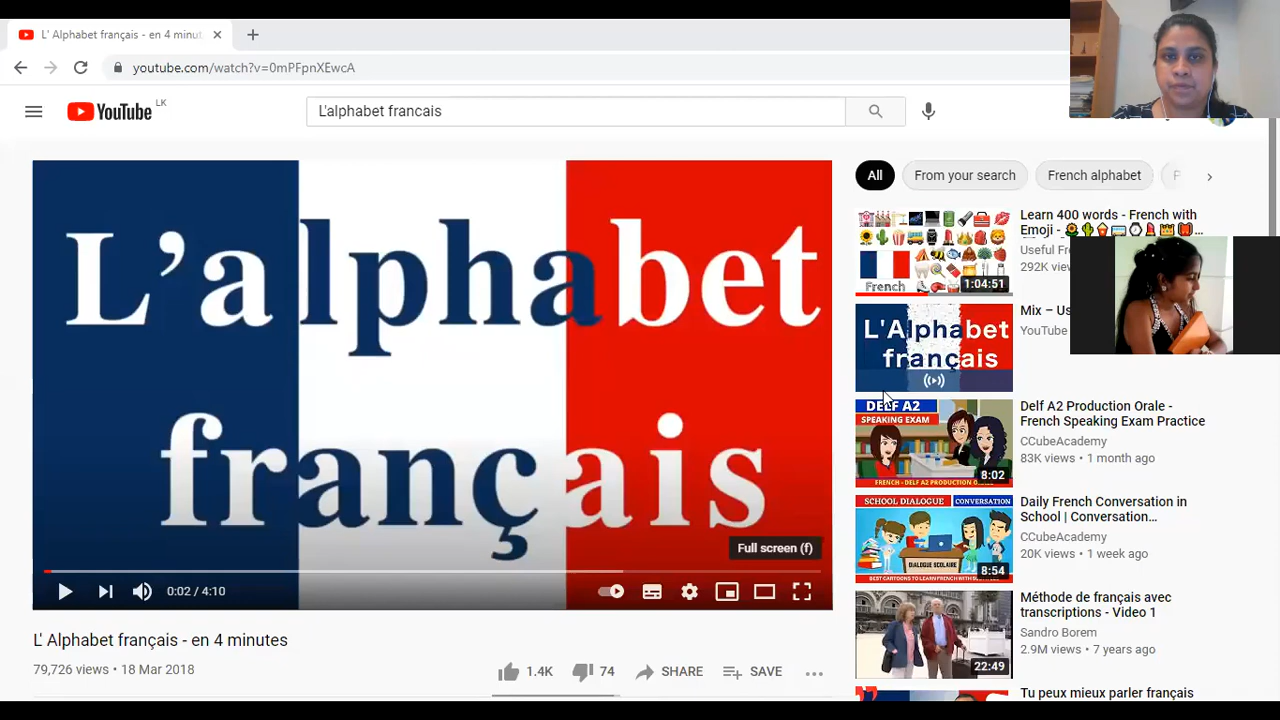 L' Alphabet français - en 4 minut
youtube.com/watch?v=0mPFpnXEwcA
YouTube LK
L'alphabet francais
L'alphabet
français
Full screen (f)
0:02 / 4:10
L' Alphabet français - en 4 minutes
79,726 views • 18 Mar 2018
1.4K
74
SHARE
SAVE
All
From your search
French alphabet
Learn 400 words - French with
Emoji -
Useful
292K
French
1:04:51
Mix –
YouTube
L'Alphabet
français
Delf A2 Production Orale -
French Speaking Exam Practice
CCubeAcademy
83K views • 1 month ago
DELF A2
SPEAKING EXAM
8:02
Daily French Conversation in
School | Conversation...
CCubeAcademy
20K views • 1 week ago
SCHOOL DIALOGUE
CONVERSATION
DIALOGUE SCOLAIRE
8:54
Méthode de français avec
transcriptions - Video 1
Sandro Borem
2.9M views • 7 years ago
22:49
Tu peux mieux parler français